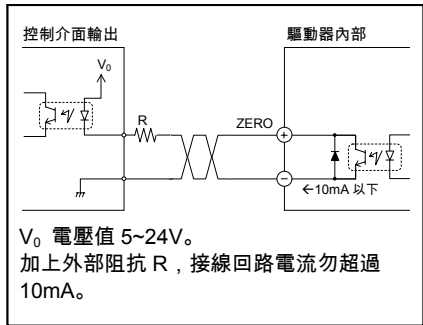 控制介面輸出
驅動器內部
V₀
R
ZERO
+
−
←10mA 以下
V₀ 電壓值 5~24V。
加上外部阻抗 R，接線回路電流勿超過
10mA。